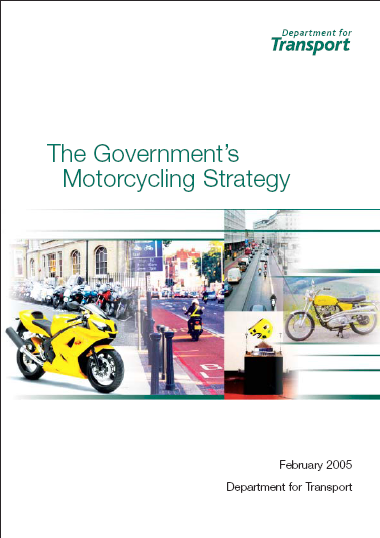 Department for
Transport
The Government's
Motorcycling Strategy
February 2005
Department for Transport